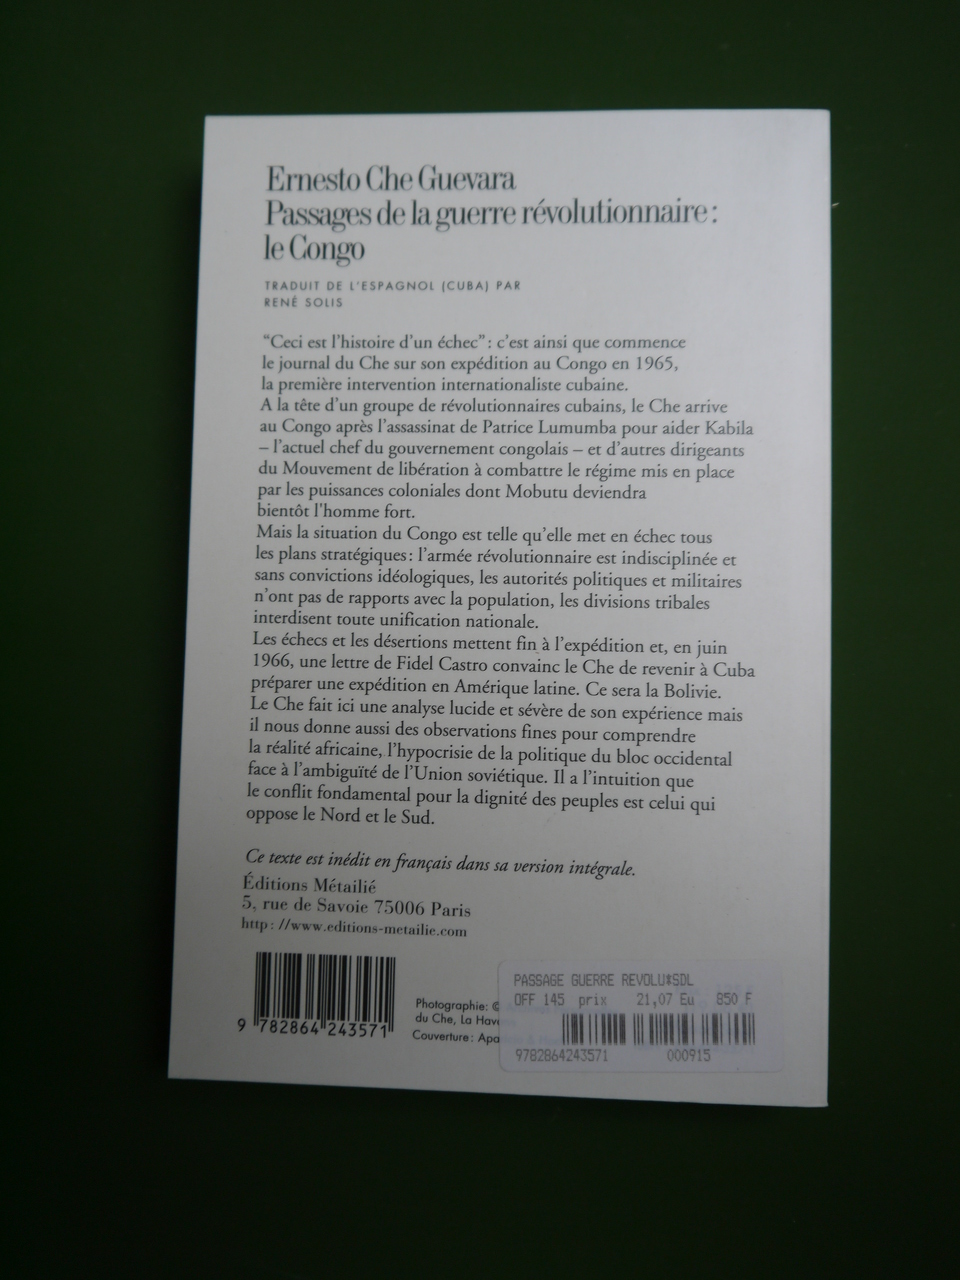 Ernesto Che Guevara
Passages de la guerre révolutionnaire :
le Congo
TRADUIT DE L'ESPAGNOL (CUBA) PAR
RENÉ SOLIS
“Ceci est l'histoire d'un échec” : c'est ainsi que commence
le journal du Che sur son expédition au Congo en 1965,
la première intervention internationaliste cubaine.
A la tête d'un groupe de révolutionnaires cubains, le Che arrive
au Congo après l'assassinat de Patrice Lumumba pour aider Kabila
– l'actuel chef du gouvernement congolais – et d'autres dirigeants
du Mouvement de libération à combattre le régime mis en place
par les puissances coloniales dont Mobutu deviendra
bientôt l'homme fort.
Mais la situation du Congo est telle qu'elle met en échec tous
les plans stratégiques : l'armée révolutionnaire est indisciplinée et
sans convictions idéologiques, les autorités politiques et militaires
n'ont pas de rapports avec la population, les divisions tribales
interdisent toute unification nationale.
Les échecs et les désertions mettent fin à l'expédition et, en juin
1966, une lettre de Fidel Castro convainc le Che de revenir à Cuba
préparer une expédition en Amérique latine. Ce sera la Bolivie.
Le Che fait ici une analyse lucide et sévère de son expérience mais
il nous donne aussi des observations fines pour comprendre
la réalité africaine, l'hypocrisie de la politique du bloc occidental
face à l'ambiguïté de l'Union soviétique. Il a l'intuition que
le conflit fondamental pour la dignité des peuples est celui qui
oppose le Nord et le Sud.
Ce texte est inédit en français dans sa version intégrale.
Éditions Métailié
5, rue de Savoie 75006 Paris
http : //www.editions-metailie.com
9 782864 243571
Photographie: ©
du Che, La Hav
Couverture : Apa
PASSAGE GUERRE REVOLU*SDL
OFF 145 prix 21,07 Eu 850 F
9782864243571 000915